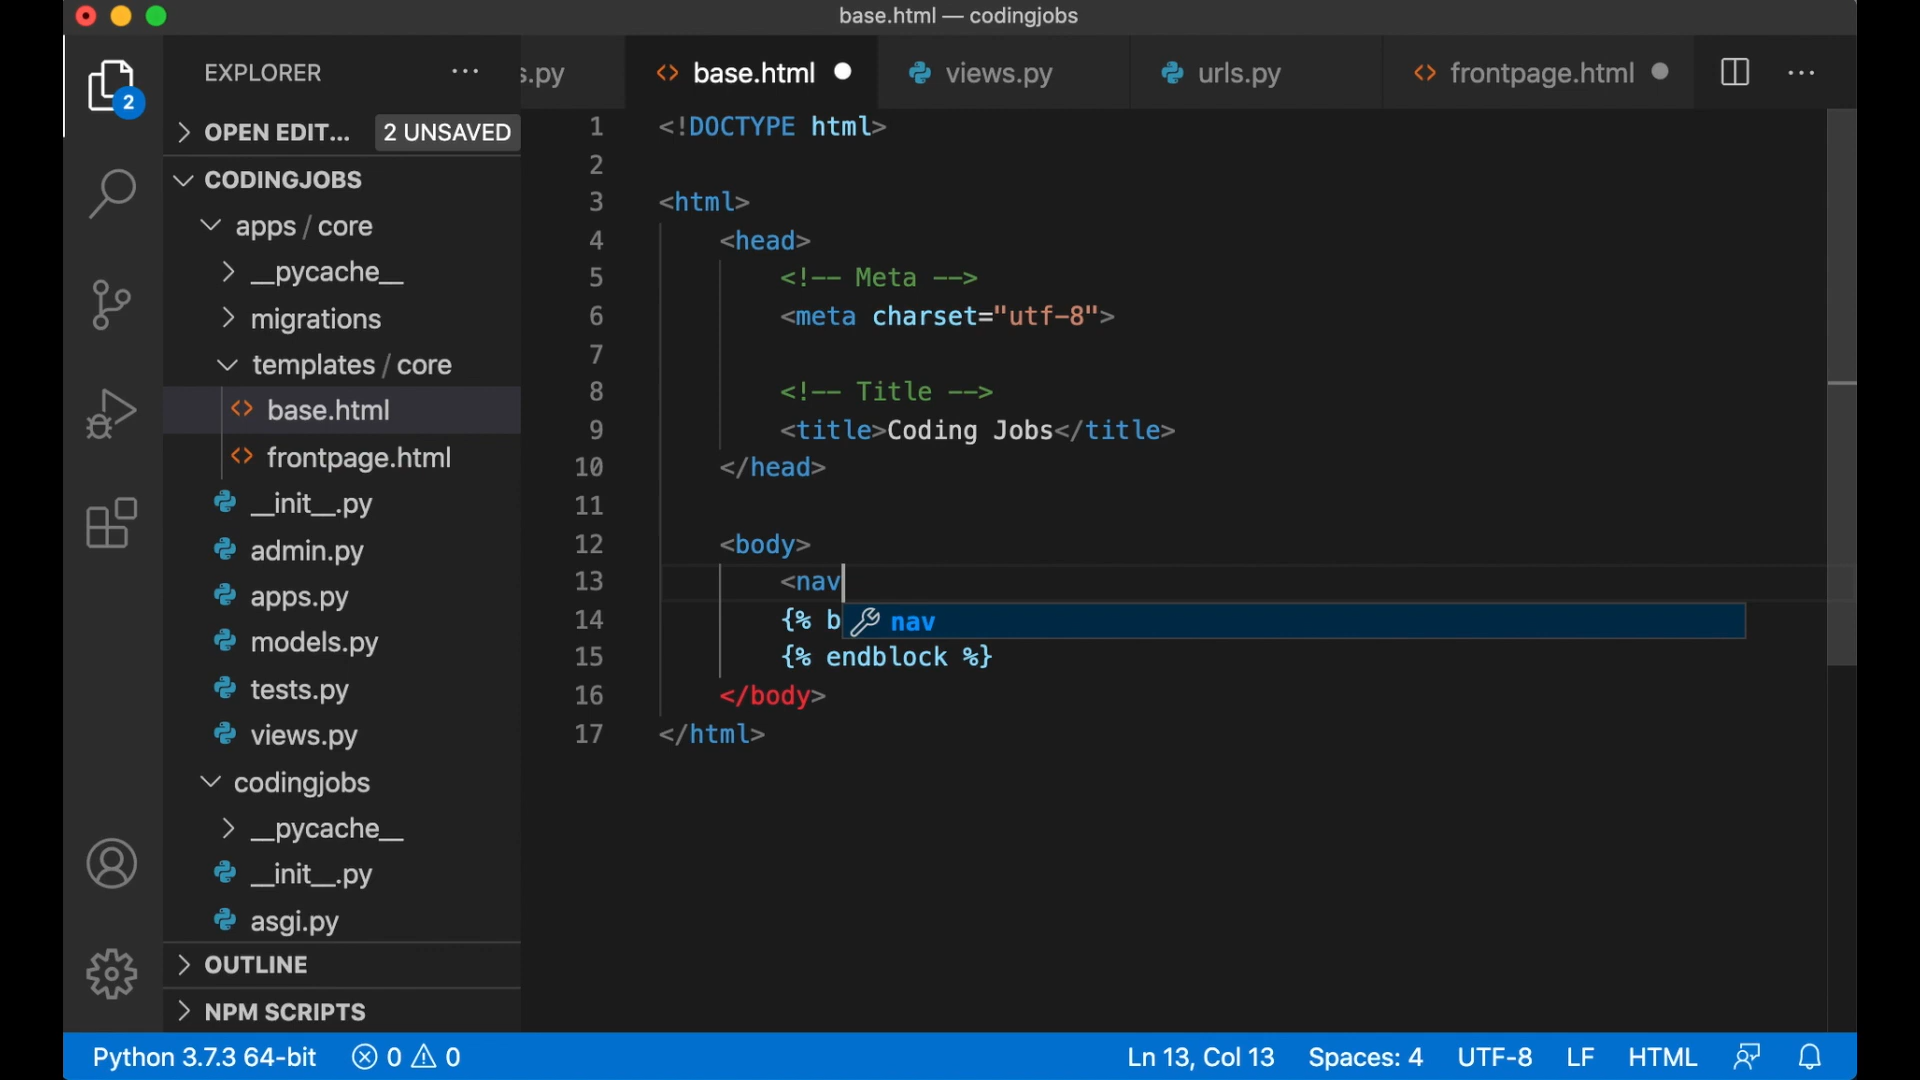 base.html — codingjobs
EXPLORER
s.py
base.html
views.py
urls.py
frontpage.html
2
OPEN EDIT... 2 UNSAVED
CODINGJOBS
apps / core
__pycache__
migrations
templates / core
base.html
frontpage.html
__init__.py
admin.py
apps.py
models.py
tests.py
views.py
codingjobs
__pycache__
__init__.py
asgi.py
OUTLINE
NPM SCRIPTS
1 <!DOCTYPE html>
2
3 <html>
4 <head>
5 <!-- Meta -->
6 <meta charset="utf-8">
7
8 <!-- Title -->
9 <title>Coding Jobs</title>
10 </head>
11
12 <body>
13 <nav
14 {% b
nav
15 {% endblock %}
16 </body>
17 </html>
Python 3.7.3 64-bit 0 0 Ln 13, Col 13 Spaces: 4 UTF-8 LF HTML